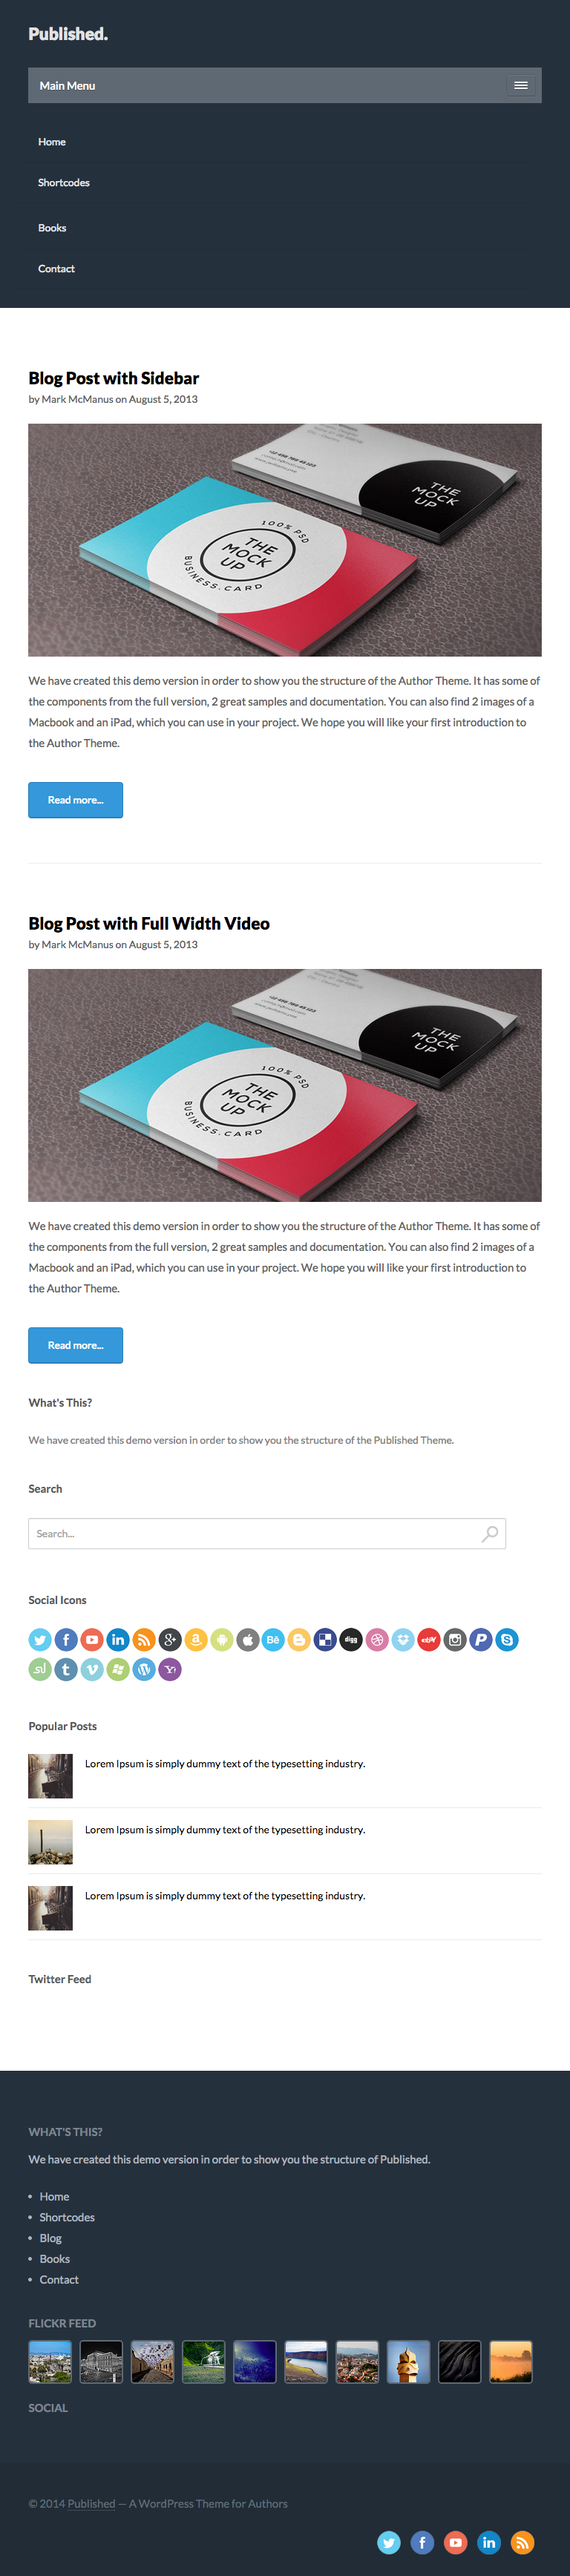 Published.
Main Menu
Home
Shortcodes
Books
Contact
Blog Post with Sidebar
by Mark McManus on August 5, 2013
THE
MOCK
UP
100% PSD
THE
MOCK
UP
BUSINESS.CARD
We have created this demo version in order to show you the structure of the Author Theme. It has some of
the components from the full version, 2 great samples and documentation. You can also find 2 images of a
Macbook and an iPad, which you can use in your project. We hope you will like your first introduction to
the Author Theme.
Read more...
Blog Post with Full Width Video
by Mark McManus on August 5, 2013
THE
MOCK
UP
100% PSD
THE
MOCK
UP
BUSINESS.CARD
We have created this demo version in order to show you the structure of the Author Theme. It has some of
the components from the full version, 2 great samples and documentation. You can also find 2 images of a
Macbook and an iPad, which you can use in your project. We hope you will like your first introduction to
the Author Theme.
Read more...
What's This?
We have created this demo version in order to show you the structure of the Published Theme.
Search
Search...
Social Icons
Popular Posts
Lorem Ipsum is simply dummy text of the typesetting industry.
Lorem Ipsum is simply dummy text of the typesetting industry.
Lorem Ipsum is simply dummy text of the typesetting industry.
Twitter Feed
WHAT'S THIS?
We have created this demo version in order to show you the structure of Published.
• Home
• Shortcodes
• Blog
• Books
• Contact
FLICKR FEED
SOCIAL
© 2014 Published — A WordPress Theme for Authors